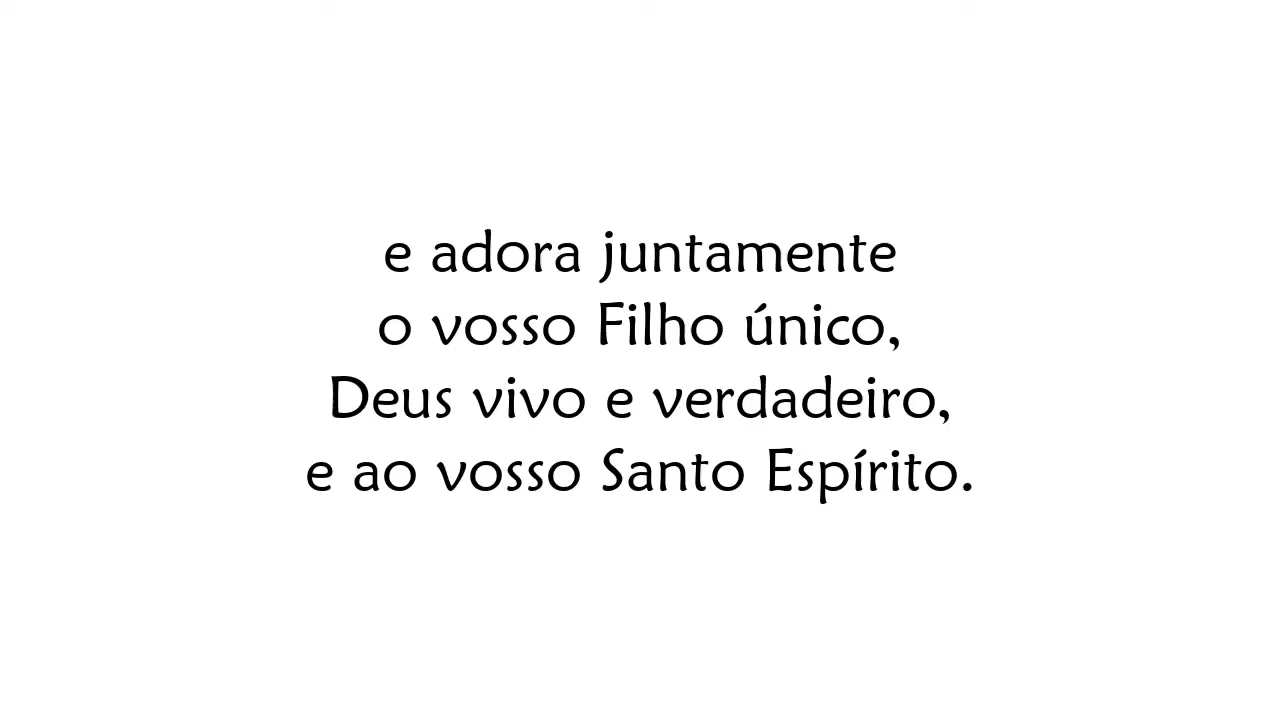 e adora juntamente
o vosso Filho único,
Deus vivo e verdadeiro,
e ao vosso Santo Espírito.